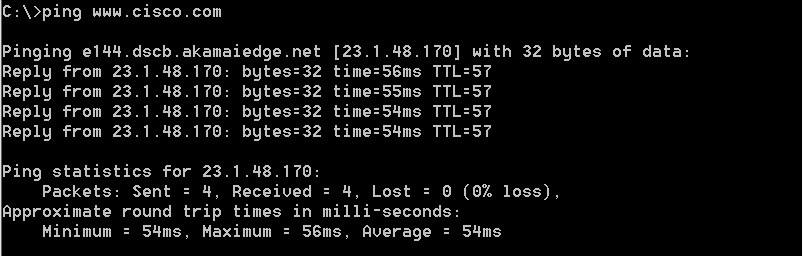 C:\>ping www.cisco.com
Pinging e144.dscb.akamaiedge.net [23.1.48.170] with 32 bytes of data:
Reply from 23.1.48.170: bytes=32 time=56ms TTL=57
Reply from 23.1.48.170: bytes=32 time=55ms TTL=57
Reply from 23.1.48.170: bytes=32 time=54ms TTL=57
Reply from 23.1.48.170: bytes=32 time=54ms TTL=57
Ping statistics for 23.1.48.170:
    Packets: Sent = 4, Received = 4, Lost = 0 (0% loss),
Approximate round trip times in milli-seconds:
    Minimum = 54ms, Maximum = 56ms, Average = 54ms